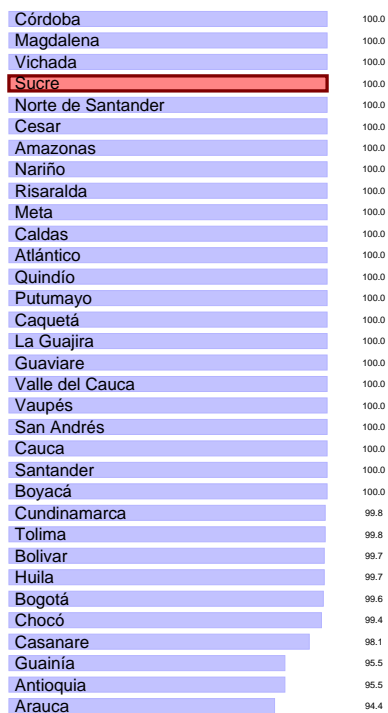 Córdoba 100.0
Magdalena 100.0
Vichada 100.0
Sucre 100.0
Norte de Santander 100.0
Cesar 100.0
Amazonas 100.0
Nariño 100.0
Risaralda 100.0
Meta 100.0
Caldas 100.0
Atlántico 100.0
Quindío 100.0
Putumayo 100.0
Caquetá 100.0
La Guajira 100.0
Guaviare 100.0
Valle del Cauca 100.0
Vaupés 100.0
San Andrés 100.0
Cauca 100.0
Santander 100.0
Boyacá 100.0
Cundinamarca 99.8
Tolima 99.8
Bolivar 99.7
Huila 99.7
Bogotá 99.6
Chocó 99.4
Casanare 98.1
Guainía 95.5
Antioquia 95.5
Arauca 94.4